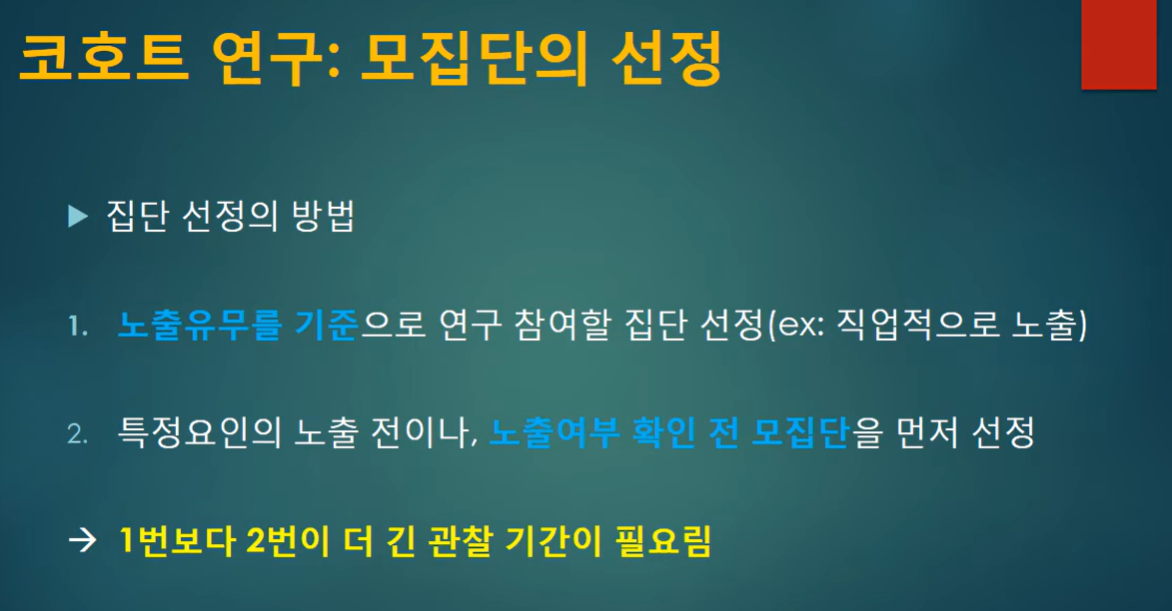 코호트 연구: 모집단의 선정
▶ 집단 선정의 방법
1. 노출유무를 기준으로 연구 참여할 집단 선정(ex: 직업적으로 노출)
2. 특정요인의 노출 전이나, 노출여부 확인 전 모집단을 먼저 선정
→ 1번보다 2번이 더 긴 관찰 기간이 필요림